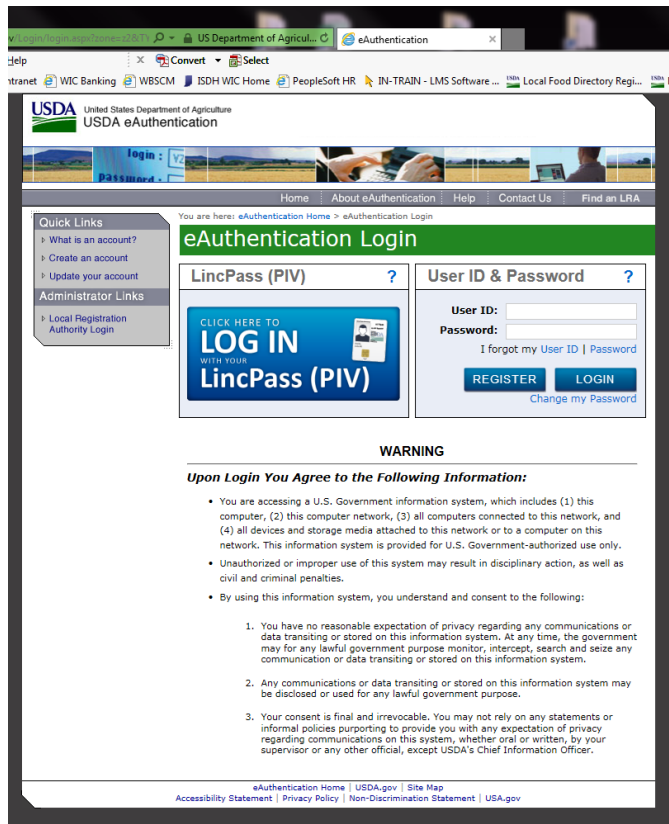 v/Login/login.aspx?zone=z2&TY
US Department of Agricul...
eAuthentication
Help
Convert
Select
ntranet
WIC Banking
WBSCM
ISDH WIC Home
PeopleSoft HR
IN-TRAIN - LMS Software ...
Local Food Directory Regi...
USDA United States Department of Agriculture
USDA eAuthentication
login :
password :
Home
About eAuthentication
Help
Contact Us
Find an LRA
You are here: eAuthentication Home > eAuthentication Login
Quick Links
What is an account?
Create an account
Update your account
Administrator Links
Local Registration
Authority Login
eAuthentication Login
LincPass (PIV) ?
CLICK HERE TO
LOG IN
WITH YOUR
LincPass (PIV)
User ID & Password ?
User ID:
Password:
I forgot my User ID | Password
REGISTER
LOGIN
Change my Password
WARNING
Upon Login You Agree to the Following Information:
• You are accessing a U.S. Government information system, which includes (1) this
computer, (2) this computer network, (3) all computers connected to this network, and
(4) all devices and storage media attached to this network or to a computer on this
network. This information system is provided for U.S. Government-authorized use only.
• Unauthorized or improper use of this system may result in disciplinary action, as well as
civil and criminal penalties.
• By using this information system, you understand and consent to the following:
1. You have no reasonable expectation of privacy regarding any communications or
data transiting or stored on this information system. At any time, the government
may for any lawful government purpose monitor, intercept, search and seize any
communication or data transiting or stored on this information system.
2. Any communications or data transiting or stored on this information system may
be disclosed or used for any lawful government purpose.
3. Your consent is final and irrevocable. You may not rely on any statements or
informal policies purporting to provide you with any expectation of privacy
regarding communications on this system, whether oral or written, by your
supervisor or any other official, except USDA's Chief Information Officer.
eAuthentication Home | USDA.gov | Site Map
Accessibility Statement | Privacy Policy | Non-Discrimination Statement | USA.gov